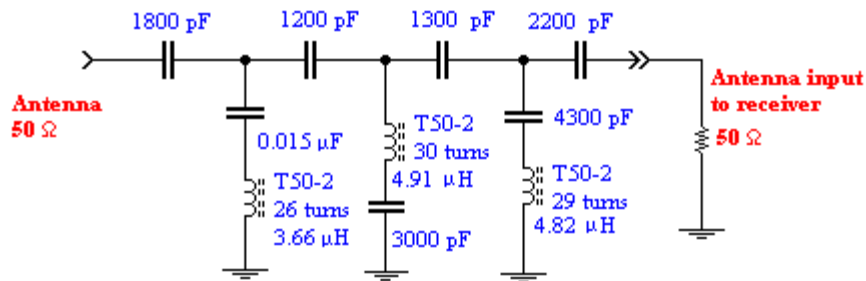 1800 pF
1200 pF
1300 pF
2200 pF
Antenna
50 Ω
0.015 µF
T50-2
26 turns
3.66 µH
T50-2
30 turns
4.91 µH
3000 pF
4300 pF
T50-2
29 turns
4.82 µH
Antenna input
to receiver
50 Ω